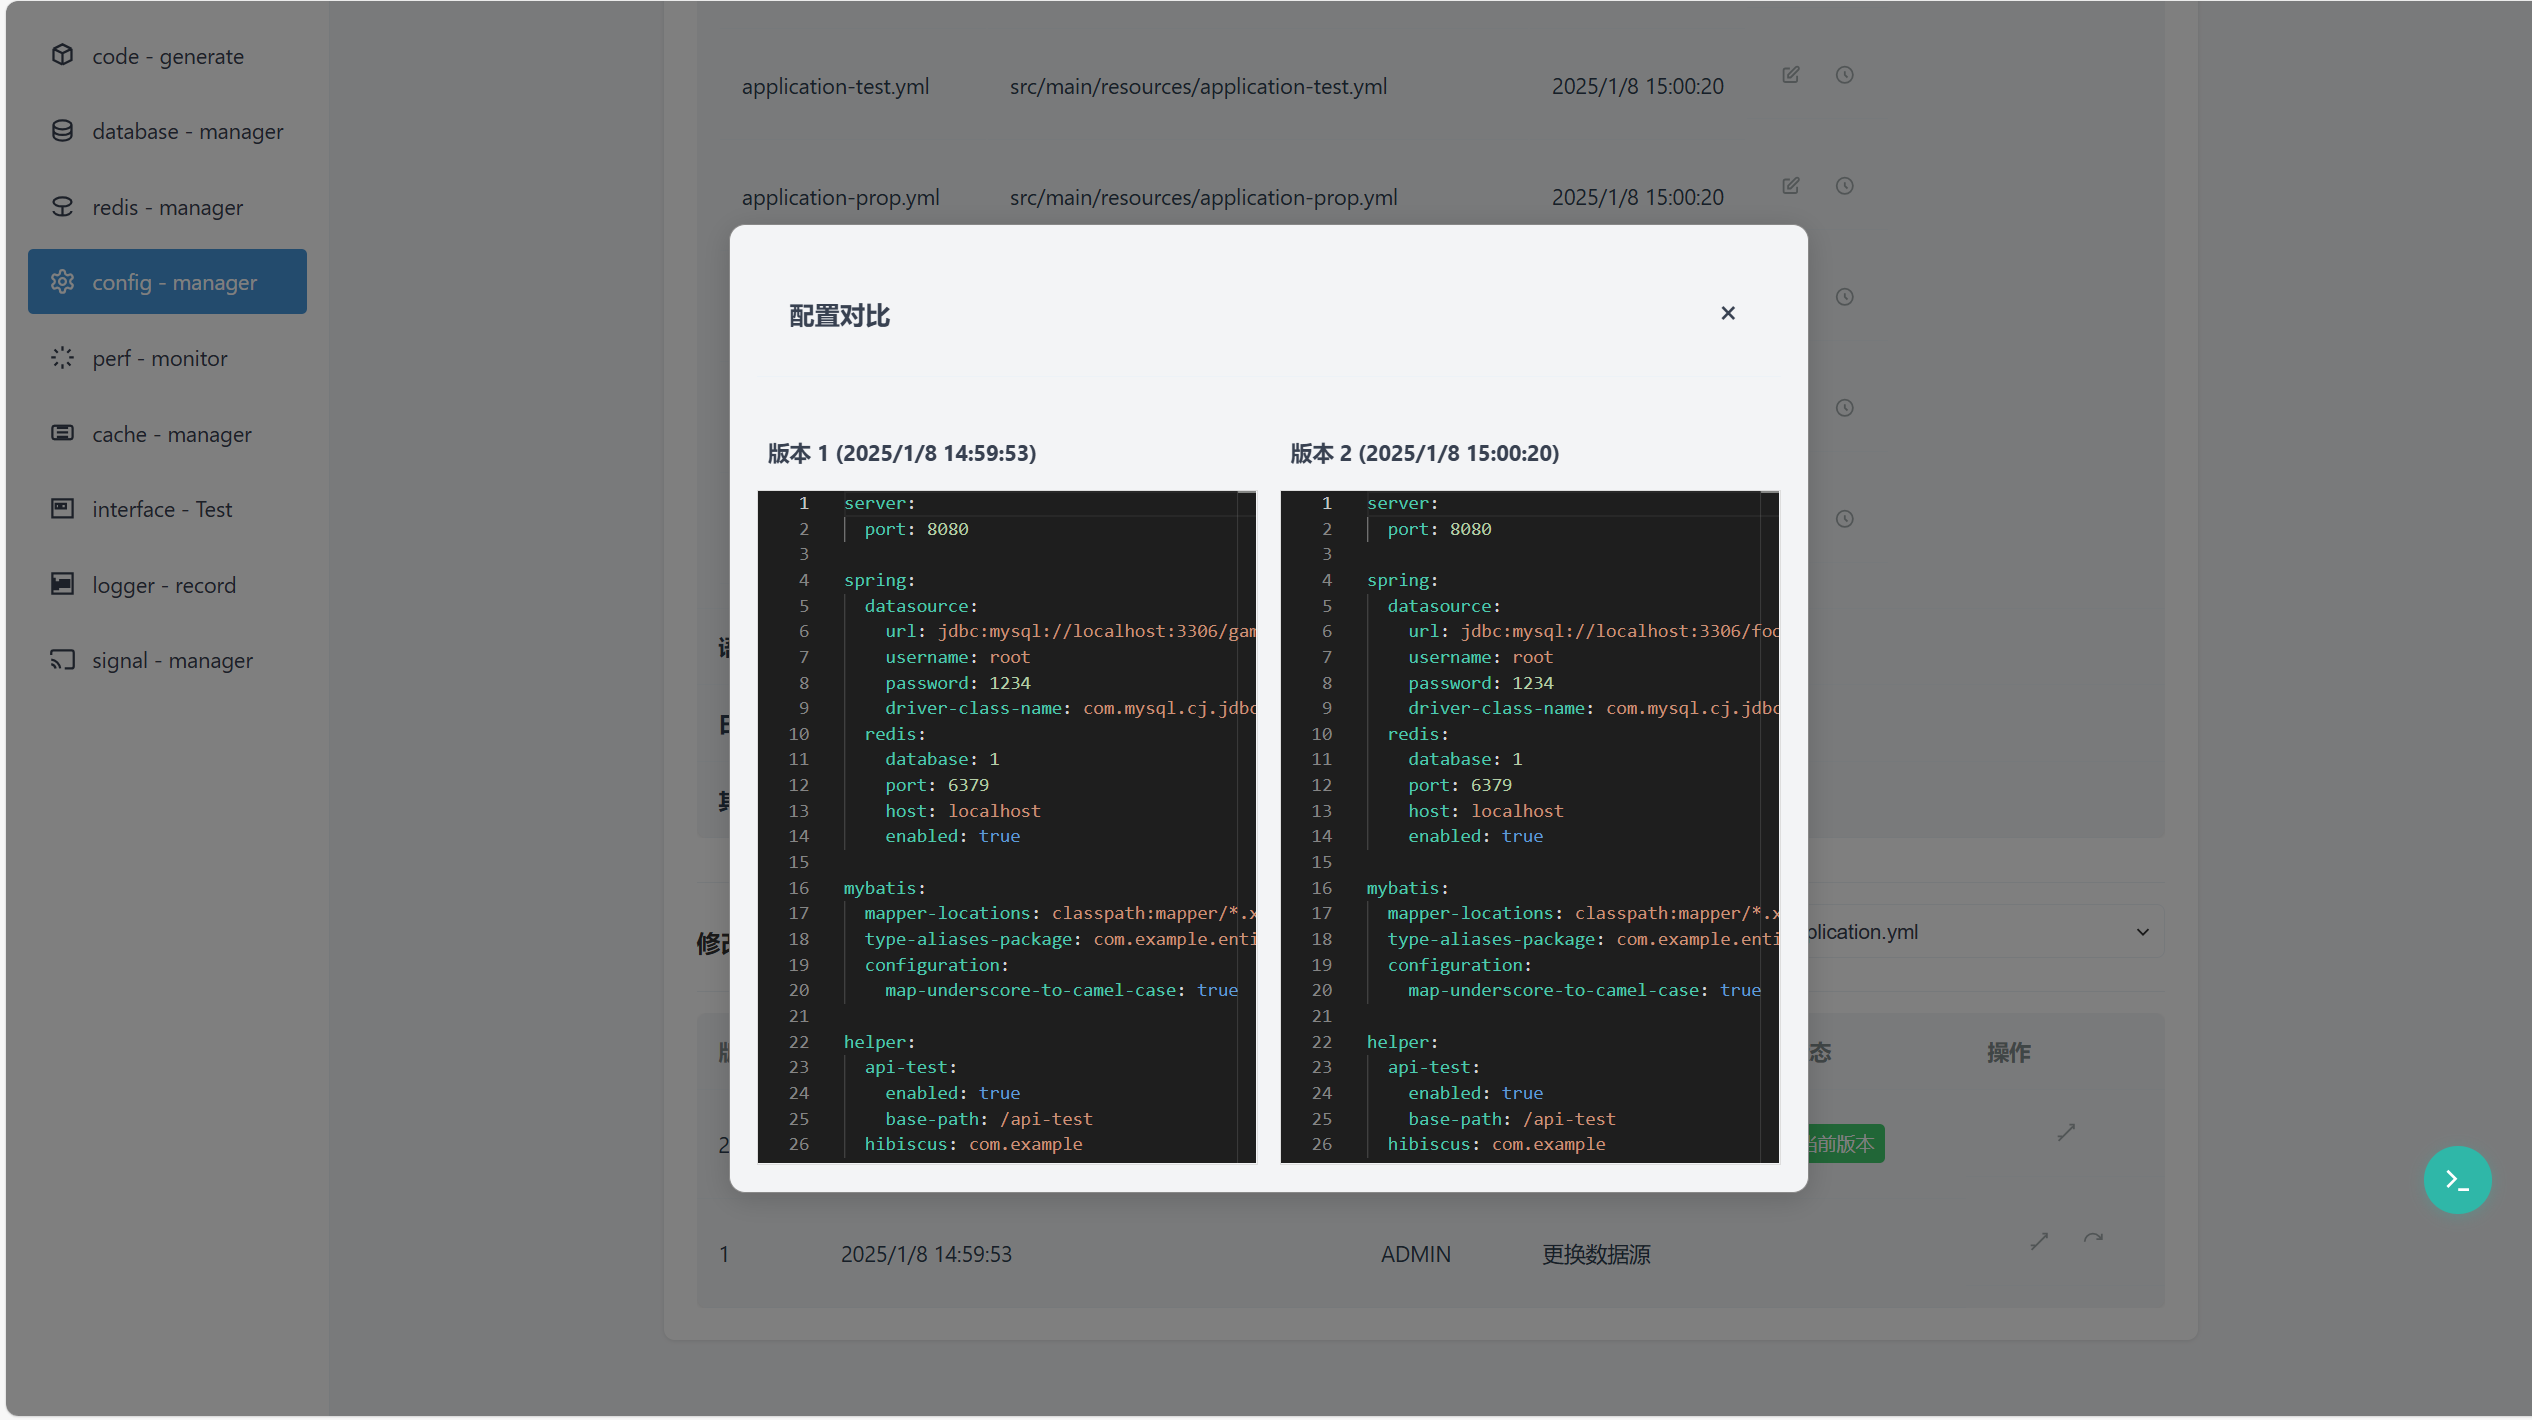 code - generate
database - manager
redis - manager
config - manager
perf - monitor
cache - manager
interface - Test
logger - record
signal - manager
application-test.yml src/main/resources/application-test.yml 2025/1/8 15:00:20
application-prop.yml src/main/resources/application-prop.yml 2025/1/8 15:00:20
配置对比
×
版本 1 (2025/1/8 14:59:53)
1 server:
2 port: 8080
3
4 spring:
5 datasource:
6 url: jdbc:mysql://localhost:3306/gam
7 username: root
8 password: 1234
9 driver-class-name: com.mysql.cj.jdbc
10 redis:
11 database: 1
12 port: 6379
13 host: localhost
14 enabled: true
15
16 mybatis:
17 mapper-locations: classpath:mapper/*.x
18 type-aliases-package: com.example.enti
19 configuration:
20 map-underscore-to-camel-case: true
21
22 helper:
23 api-test:
24 enabled: true
25 base-path: /api-test
26 hibiscus: com.example
版本 2 (2025/1/8 15:00:20)
1 server:
2 port: 8080
3
4 spring:
5 datasource:
6 url: jdbc:mysql://localhost:3306/foo
7 username: root
8 password: 1234
9 driver-class-name: com.mysql.cj.jdbc
10 redis:
11 database: 1
12 port: 6379
13 host: localhost
14 enabled: true
15
16 mybatis:
17 mapper-locations: classpath:mapper/*.x
18 type-aliases-package: com.example.enti
19 configuration:
20 map-underscore-to-camel-case: true
21
22 helper:
23 api-test:
24 enabled: true
25 base-path: /api-test
26 hibiscus: com.example
修改
plication.yml
态 操作
2 当前版本
1 2025/1/8 14:59:53 ADMIN 更换数据源